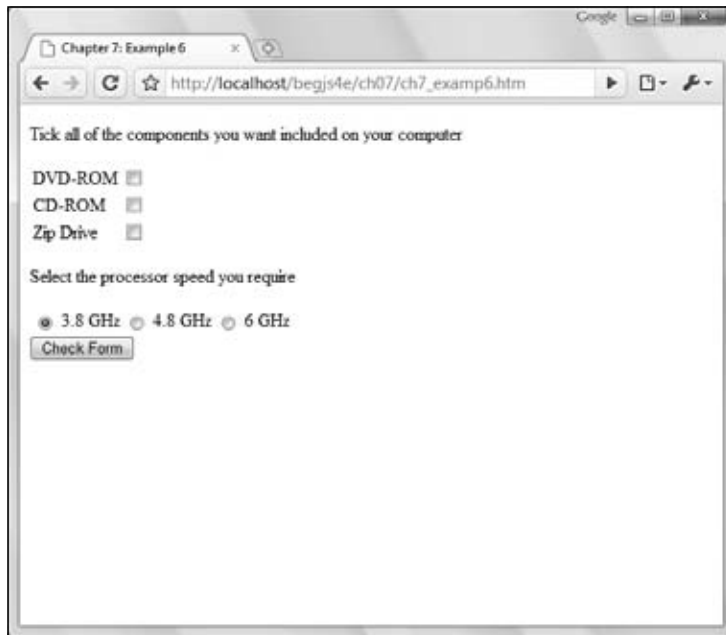 Google
Chapter 7: Example 6
http://localhost/begjs4e/ch07/ch7_examp6.htm
Tick all of the components you want included on your computer
DVD-ROM
CD-ROM
Zip Drive
Select the processor speed you require
3.8 GHz 4.8 GHz 6 GHz
Check Form